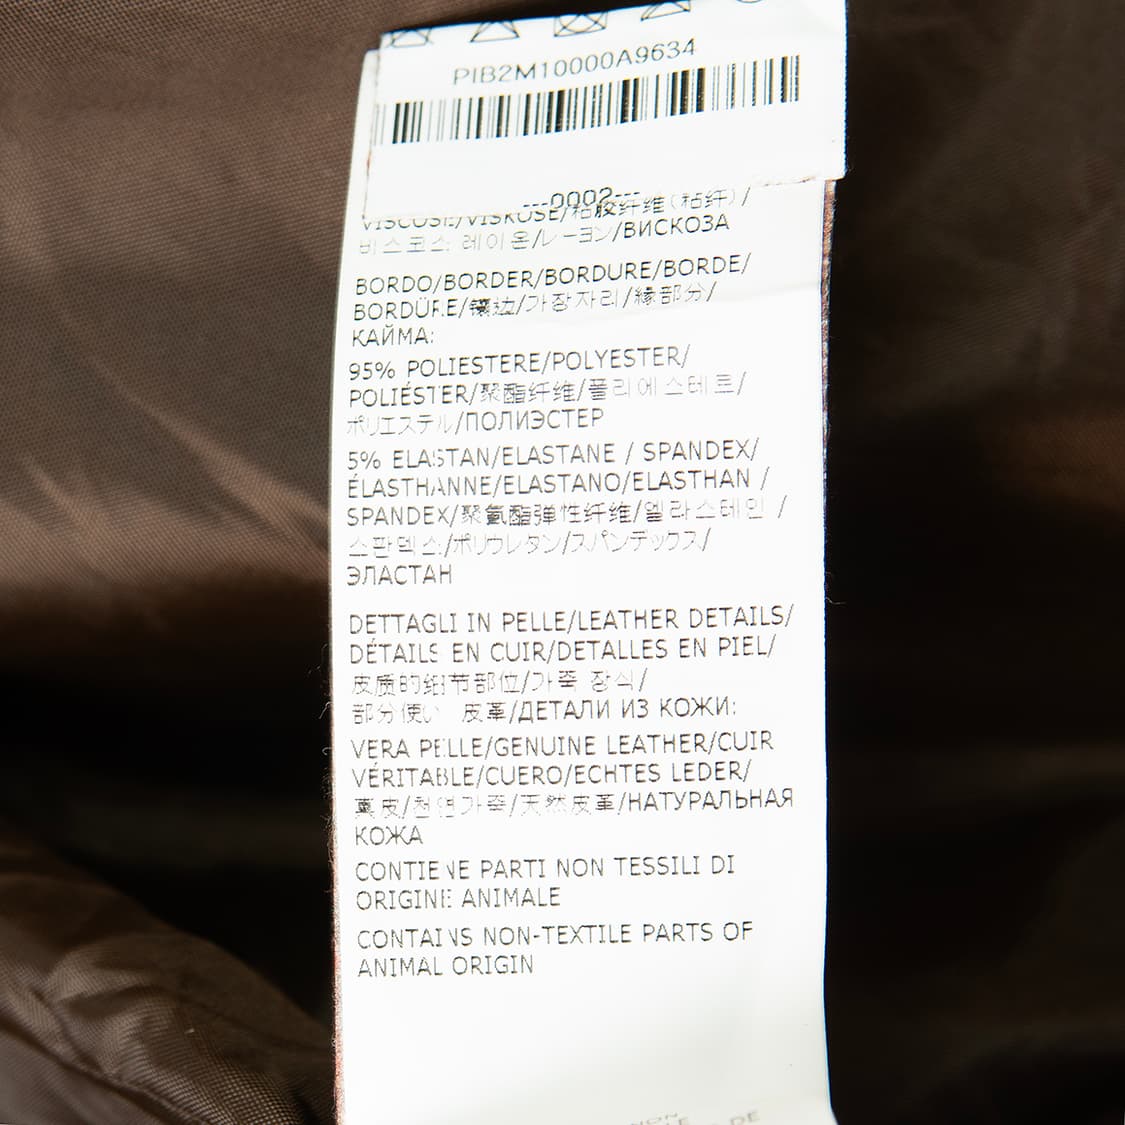 PIB2M10000A9634
---0002---
VISCOSE/VISKOSE/粘胶纤维(粘纤)/
비스코스 레이온/レーヨン/ВИСКОЗА
BORDO/BORDER/BORDURE/BORDE/
BORDÜRE/镶边/가장자리/縁部分/
КАЙМА:
95% POLIESTERE/POLYESTER/
POLIÉSTER/聚酯纤维/폴리에스테르/
ポリエステル/ПОЛИЭСТЕР
5% ELASTAN/ELASTANE / SPANDEX/
ÉLASTHANNE/ELASTANO/ELASTHAN /
SPANDEX/聚氨酯弹性纤维/엘라스테인 /
스판덱스/ポリウレタン/スパンデックス/
ЭЛАСТАН
DETTAGLI IN PELLE/LEATHER DETAILS/
DÉTAILS EN CUIR/DETALLES EN PIEL/
皮质的细节部位/가죽 장식/
部分使い 皮革/ДЕТАЛИ ИЗ КОЖИ:
VERA PELLE/GENUINE LEATHER/CUIR
VÉRITABLE/CUERO/ECHTES LEDER/
真皮/천연가죽/天然皮革/НАТУРАЛЬНАЯ
КОЖА
CONTIENE PARTI NON TESSILI DI
ORIGINE ANIMALE
CONTAINS NON-TEXTILE PARTS OF
ANIMAL ORIGIN
NON
DE